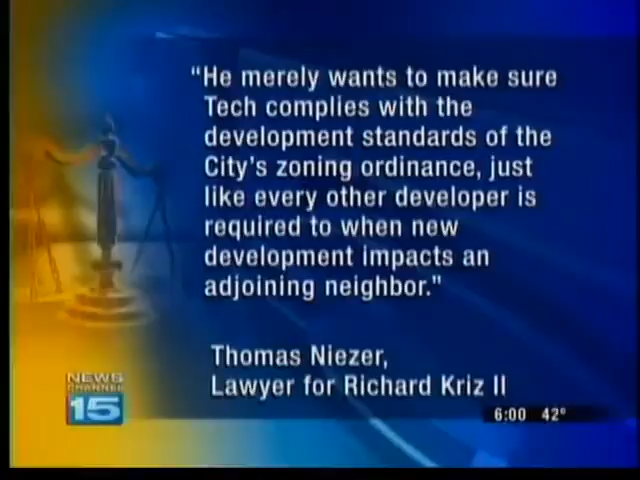 "He merely wants to make sure
Tech complies with the
development standards of the
City's zoning ordinance, just
like every other developer is
required to when new
development impacts an
adjoining neighbor."
Thomas Niezer,
Lawyer for Richard Kriz II
NEWS
CHANNEL
15
6:00 42°